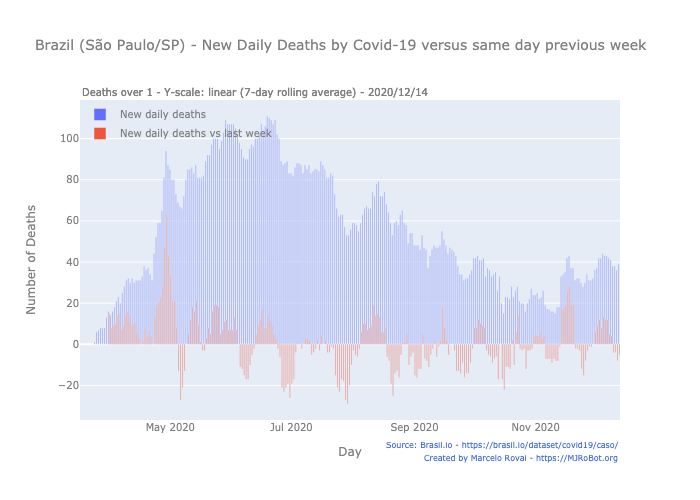 Brazil (São Paulo/SP) - New Daily Deaths by Covid-19 versus same day previous week
Deaths over 1 - Y-scale: linear (7-day rolling average) - 2020/12/14
New daily deaths
New daily deaths vs last week
100
80
60
40
20
0
−20
Number of Deaths
May 2020
Jul 2020
Sep 2020
Nov 2020
Day
Source: Brasil.io - https://brasil.io/dataset/covid19/caso/
Created by Marcelo Rovai - https://MJRoBot.org